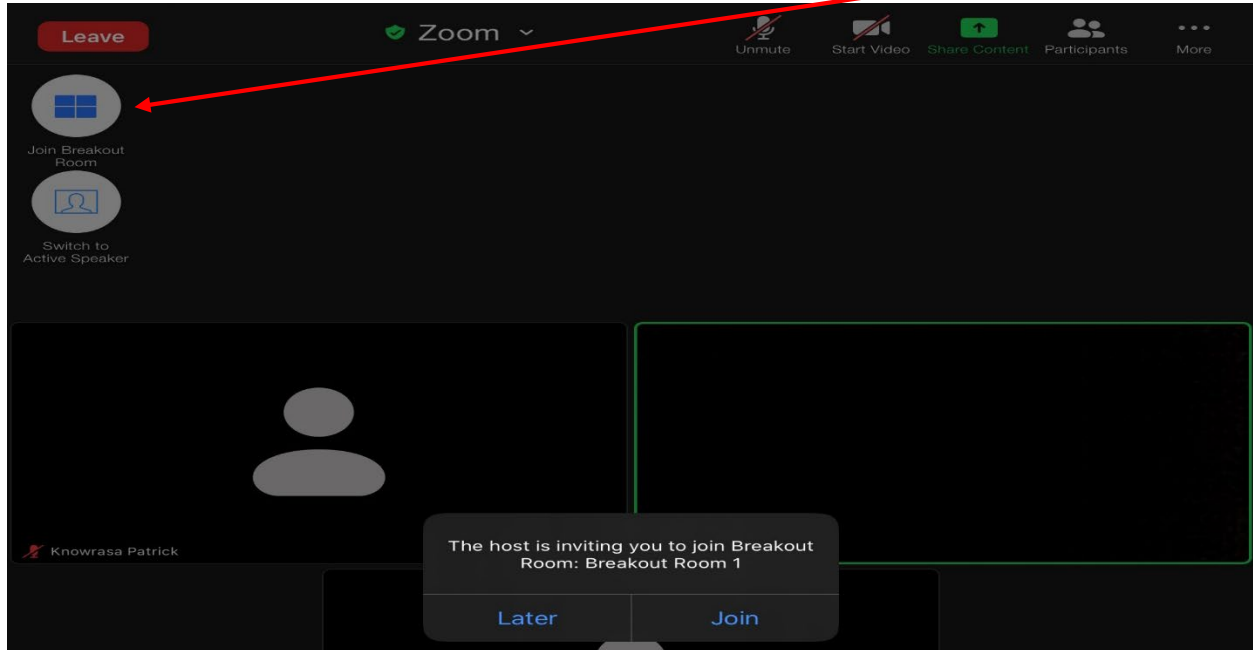 Leave
Zoom
Unmute
Start Video
Share Content
Participants
More
Join Breakout
Room
Switch to
Active Speaker
Knowrasa Patrick
The host is inviting you to join Breakout
Room: Breakout Room 1
Later
Join